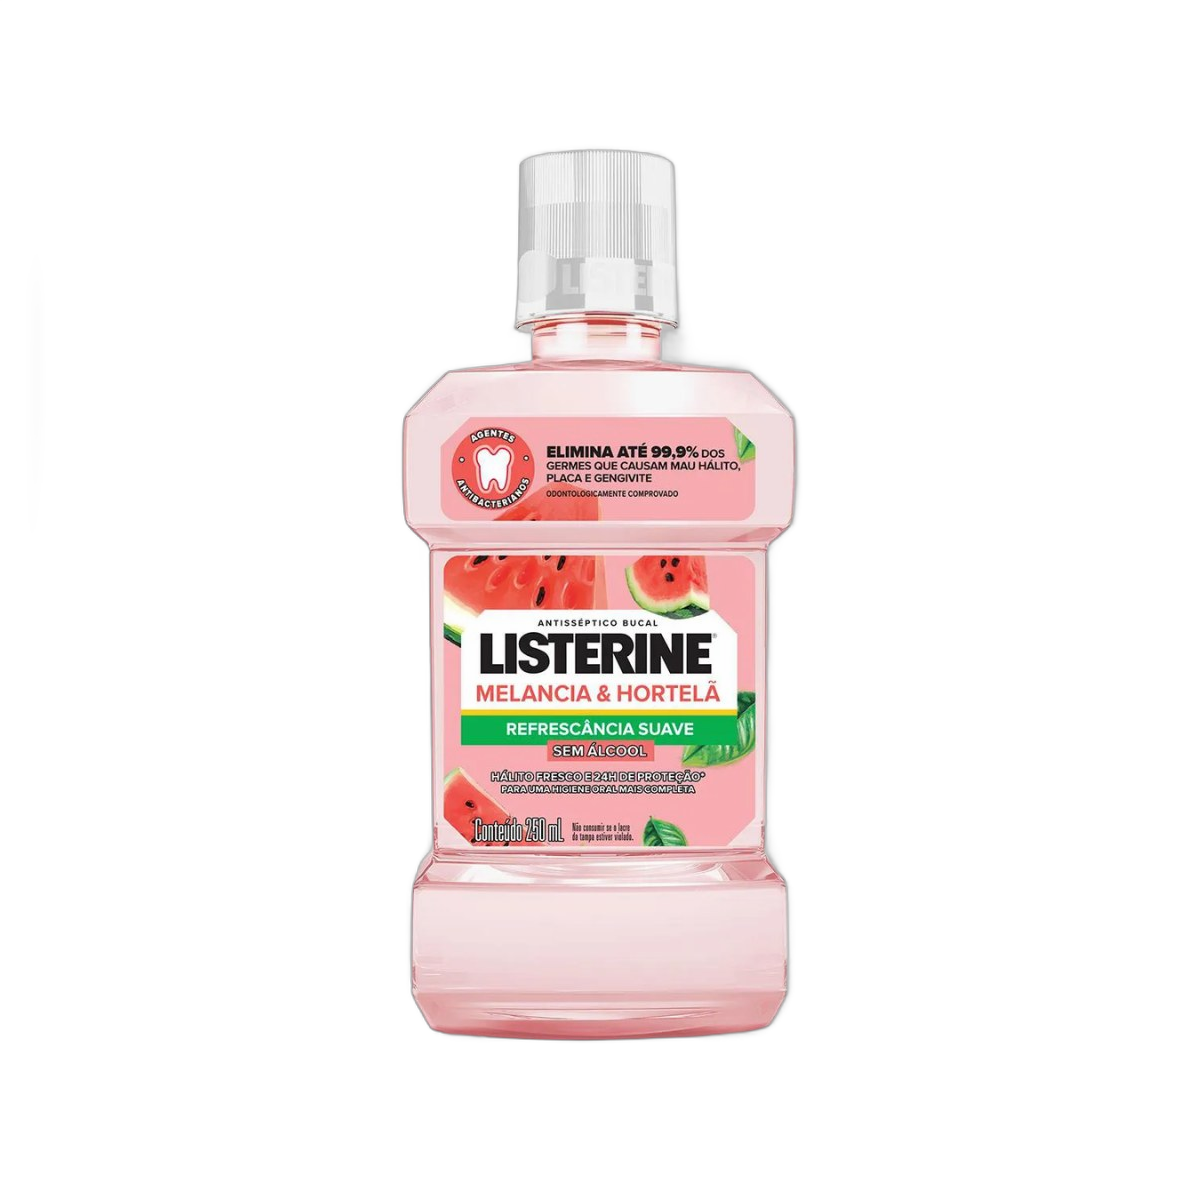 LISTER
AGENTES
ANTIBACTERIANOS
ELIMINA ATÉ 99,9% DOS
GERMES QUE CAUSAM MAU HÁLITO,
PLACA E GENGIVITE
ODONTOLOGICAMENTE COMPROVADO
ANTISSÉPTICO BUCAL
LISTERINE®
MELANCIA & HORTELÃ
REFRESCÂNCIA SUAVE
SEM ÁLCOOL
HÁLITO FRESCO E 24H DE PROTEÇÃO*
PARA UMA HIGIENE ORAL MAIS COMPLETA
Conteúdo 250 mL
Não consumir se o lacre
da tampa estiver violado.